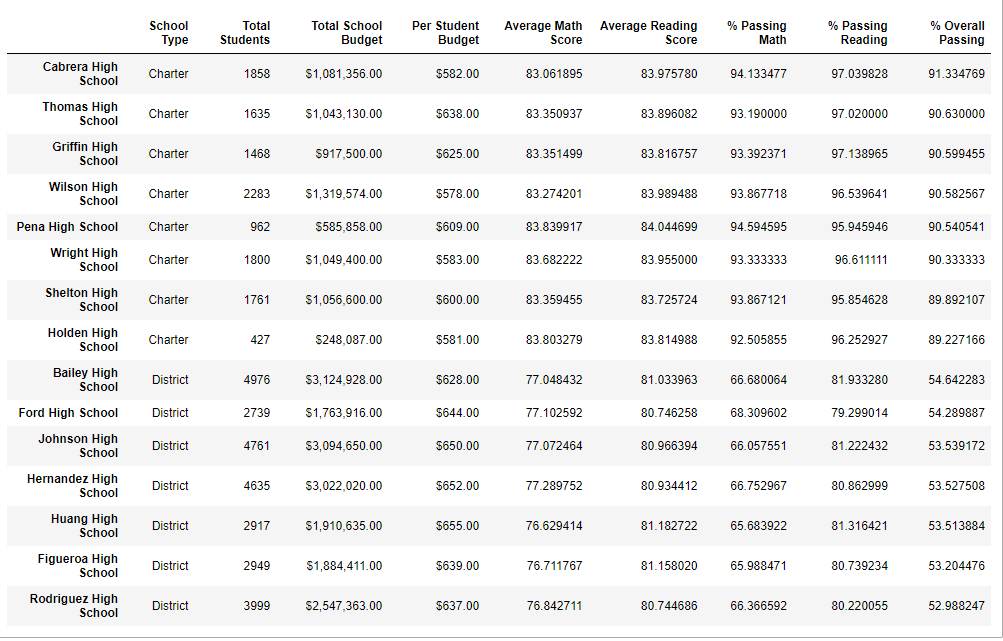 School Type Total Students Total School Budget Per Student Budget Average Math Score Average Reading Score % Passing Math % Passing Reading % Overall Passing
Cabrera High School Charter 1858 $1,081,356.00 $582.00 83.061895 83.975780 94.133477 97.039828 91.334769
Thomas High School Charter 1635 $1,043,130.00 $638.00 83.350937 83.896082 93.190000 97.020000 90.630000
Griffin High School Charter 1468 $917,500.00 $625.00 83.351499 83.816757 93.392371 97.138965 90.599455
Wilson High School Charter 2283 $1,319,574.00 $578.00 83.274201 83.989488 93.867718 96.539641 90.582567
Pena High School Charter 962 $585,858.00 $609.00 83.839917 84.044699 94.594595 95.945946 90.540541
Wright High School Charter 1800 $1,049,400.00 $583.00 83.682222 83.955000 93.333333 96.611111 90.333333
Shelton High School Charter 1761 $1,056,600.00 $600.00 83.359455 83.725724 93.867121 95.854628 89.892107
Holden High School Charter 427 $248,087.00 $581.00 83.803279 83.814988 92.505855 96.252927 89.227166
Bailey High School District 4976 $3,124,928.00 $628.00 77.048432 81.033963 66.680064 81.933280 54.642283
Ford High School District 2739 $1,763,916.00 $644.00 77.102592 80.746258 68.309602 79.299014 54.289887
Johnson High School District 4761 $3,094,650.00 $650.00 77.072464 80.966394 66.057551 81.222432 53.539172
Hernandez High School District 4635 $3,022,020.00 $652.00 77.289752 80.934412 66.752967 80.862999 53.527508
Huang High School District 2917 $1,910,635.00 $655.00 76.629414 81.182722 65.683922 81.316421 53.513884
Figueroa High School District 2949 $1,884,411.00 $639.00 76.711767 81.158020 65.988471 80.739234 53.204476
Rodriguez High School District 3999 $2,547,363.00 $637.00 76.842711 80.744686 66.366592 80.220055 52.988247